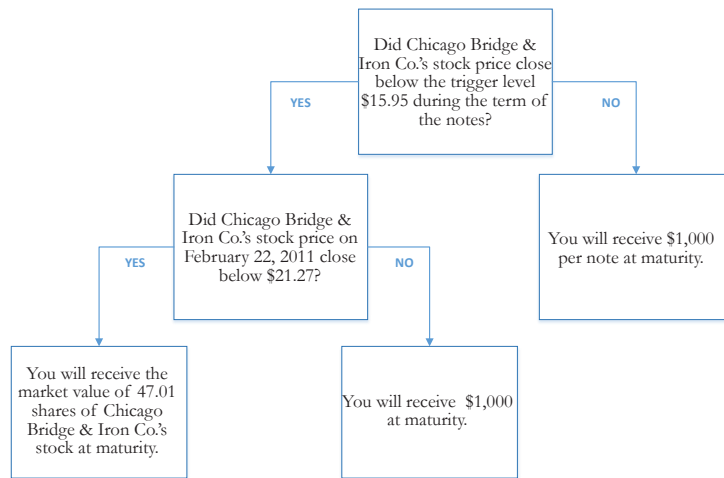 Did Chicago Bridge &
Iron Co.'s stock price close
below the trigger level
$15.95 during the term of
the notes?
YES
NO
Did Chicago Bridge &
Iron Co.'s stock price on
February 22, 2011 close
below $21.27?
You will receive $1,000
per note at maturity.
YES
NO
You will receive the
market value of 47.01
shares of Chicago
Bridge & Iron Co.'s
stock at maturity.
You will receive $1,000
at maturity.